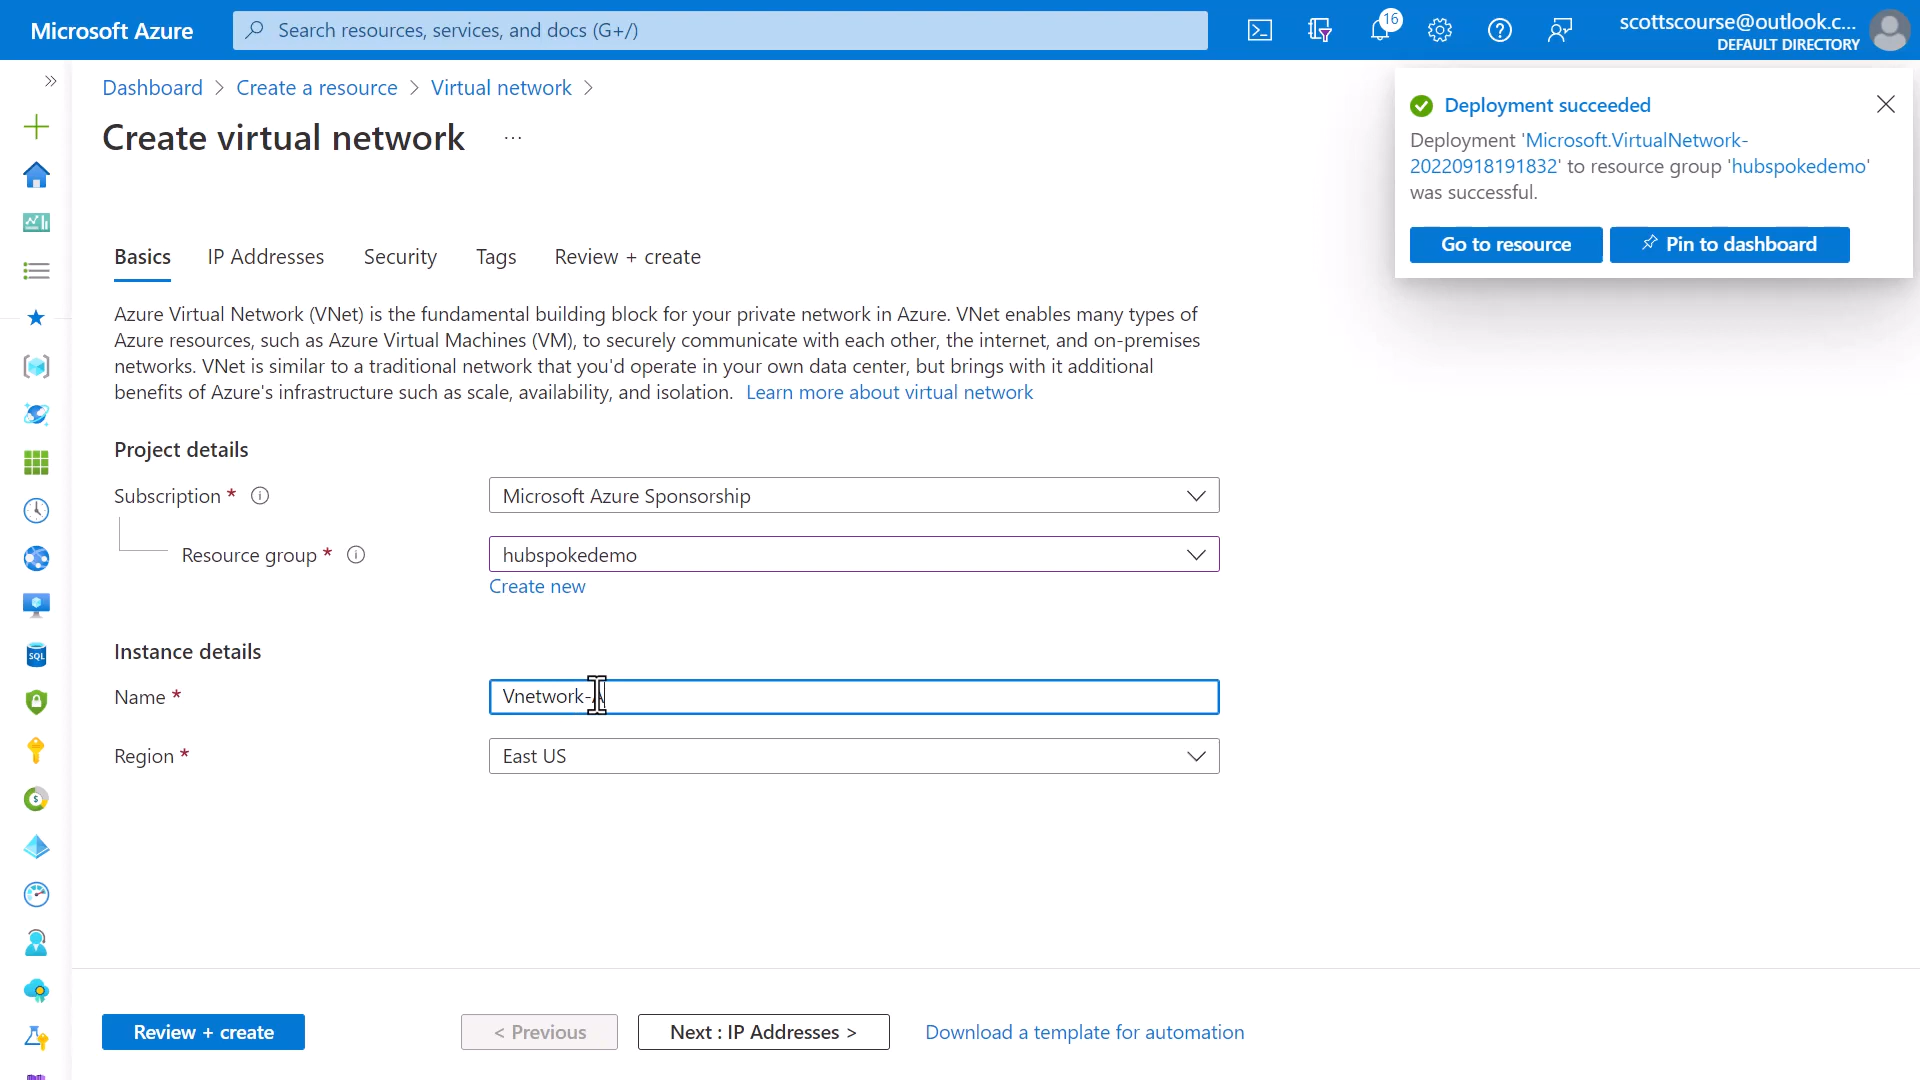 Microsoft Azure
Search resources, services, and docs (G+/)
16
scottscourse@outlook.c...
DEFAULT DIRECTORY
Dashboard > Create a resource > Virtual network >
Create virtual network ...
Deployment succeeded
Deployment 'Microsoft.VirtualNetwork-
20220918191832' to resource group 'hubspokedemo'
was successful.
Go to resource
Pin to dashboard
Basics
IP Addresses
Security
Tags
Review + create
Azure Virtual Network (VNet) is the fundamental building block for your private network in Azure. VNet enables many types of
Azure resources, such as Azure Virtual Machines (VM), to securely communicate with each other, the internet, and on-premises
networks. VNet is similar to a traditional network that you'd operate in your own data center, but brings with it additional
benefits of Azure's infrastructure such as scale, availability, and isolation. Learn more about virtual network
Project details
Subscription *
Microsoft Azure Sponsorship
Resource group *
hubspokedemo
Create new
Instance details
Name *
Vnetwork-A
Region *
East US
SQL
Review + create
< Previous
Next : IP Addresses >
Download a template for automation